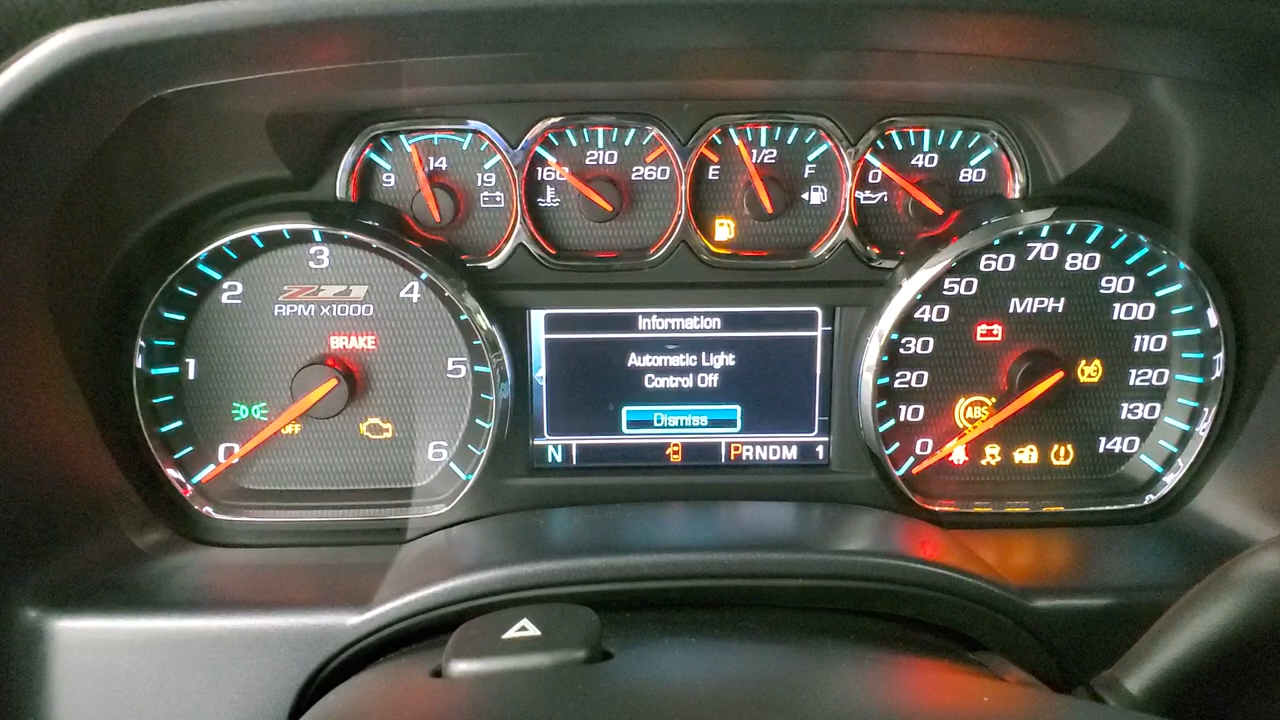 9 14 19
160 210 260
E 1/2 F
0 40 80
0 1 2 3 4 5 6
Z71
RPM x1000
BRAKE
OFF
Information
Automatic Light
Control Off
Dismiss
N PRNDM 1
0 10 20 30 40 50 60 70 80 90 100 110 120 130 140
MPH
ABS